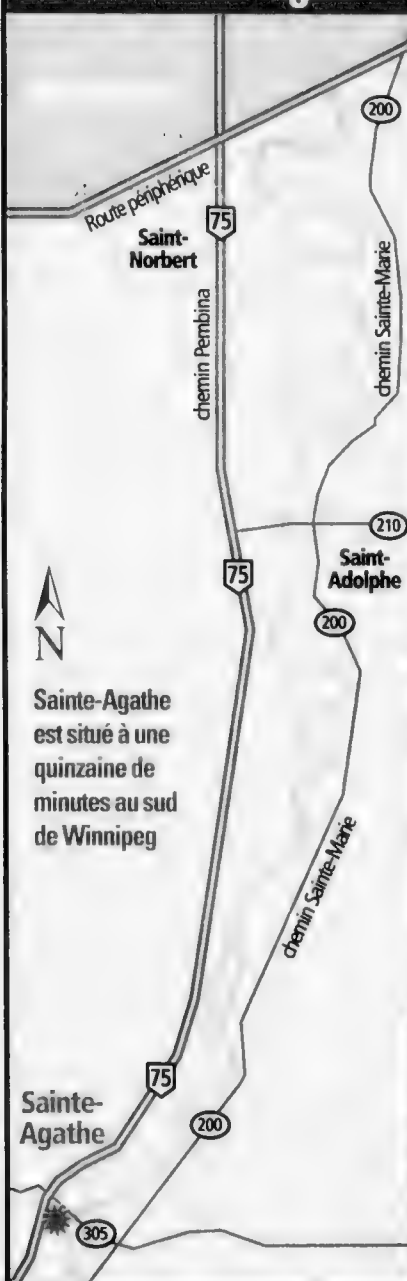 200
Route périphérique
75
Saint-
Norbert
chemin Pembina
chemin Sainte-Marie
210
75
Saint-
Adolphe
200
N
Sainte-Agathe
est situé à une
quinzaine de
minutes au sud
de Winnipeg
chemin Sainte-Marie
75
Sainte-
Agathe
200
305